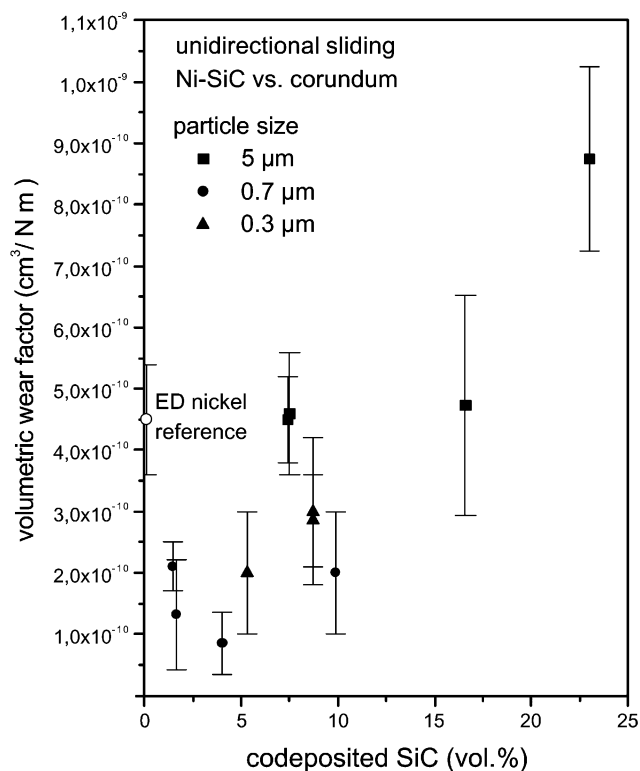 1,1x10⁻⁹
1,0x10⁻⁹
9,0x10⁻¹⁰
8,0x10⁻¹⁰
7,0x10⁻¹⁰
6,0x10⁻¹⁰
5,0x10⁻¹⁰
4,0x10⁻¹⁰
3,0x10⁻¹⁰
2,0x10⁻¹⁰
1,0x10⁻¹⁰
volumetric wear factor (cm³/ N m )
unidirectional sliding
Ni-SiC vs. corundum
particle size
5 µm
0.7 µm
0.3 µm
ED nickel
reference
0 5 10 15 20 25
codeposited SiC (vol.%)